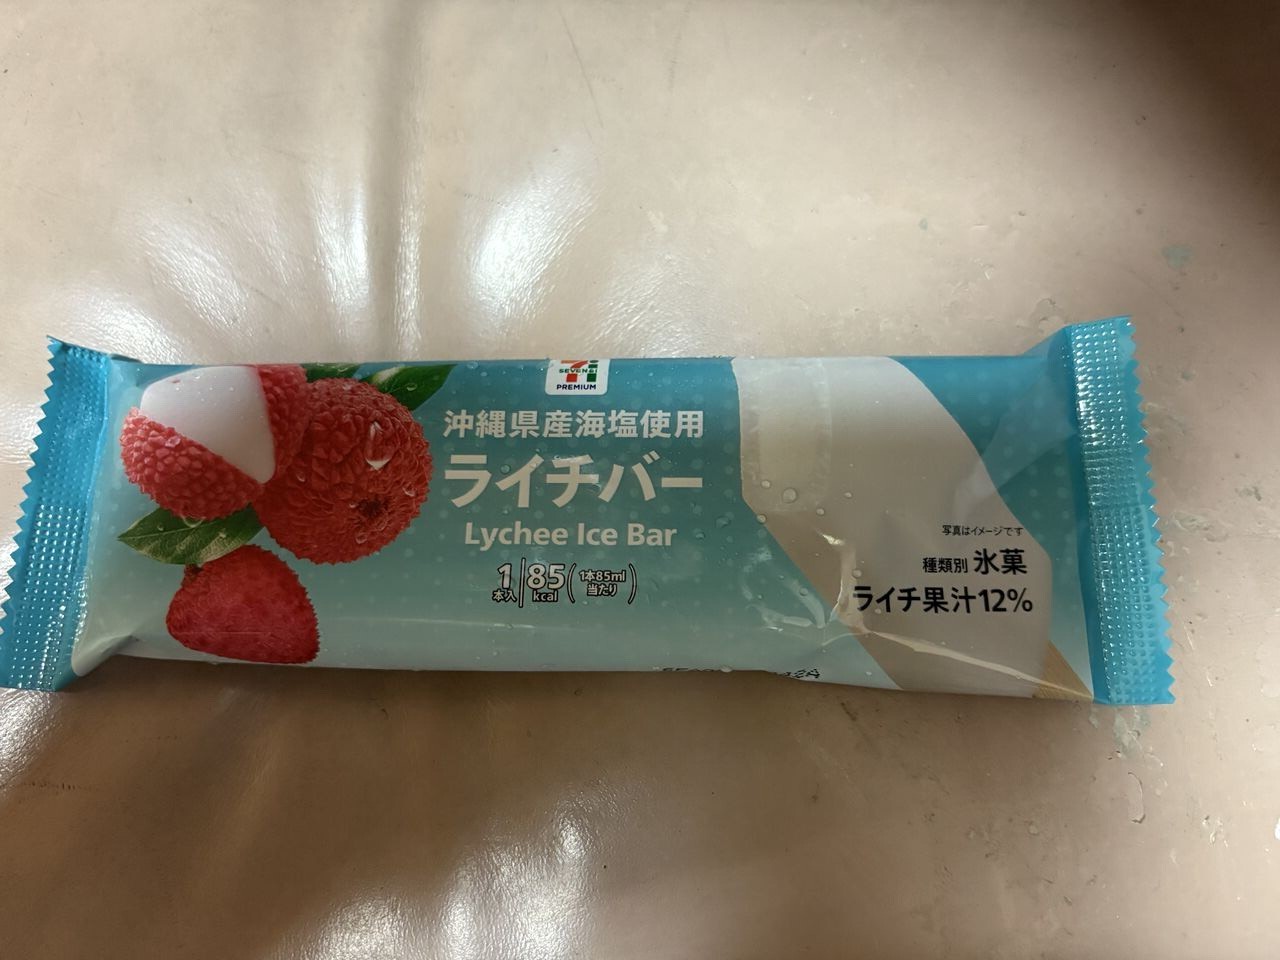 SEVEN&i
PREMIUM
沖縄県産海塩使用
ライチバー
Lychee Ice Bar
1本入 85kcal (1本85ml当たり)
写真はイメージです
種類別 氷菓
ライチ果汁12%